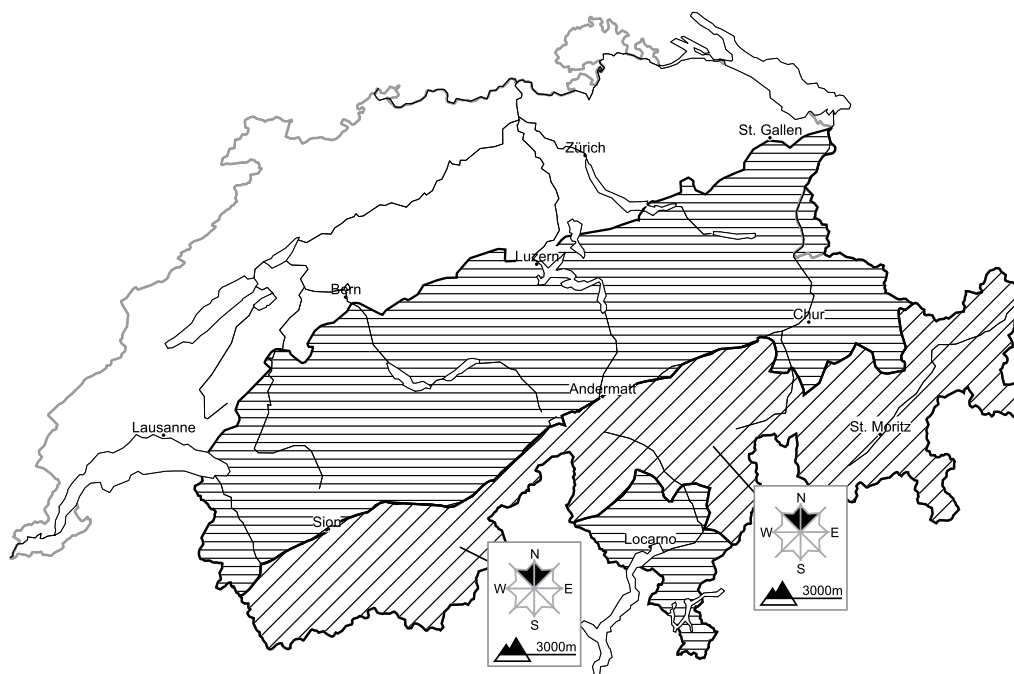 St. Gallen
Zürich
Luzern
Bern
Chur
Andermatt
Lausanne
St. Moritz
Sion
Locarno
N
W E
S
3000m
N
W E
S
3000m